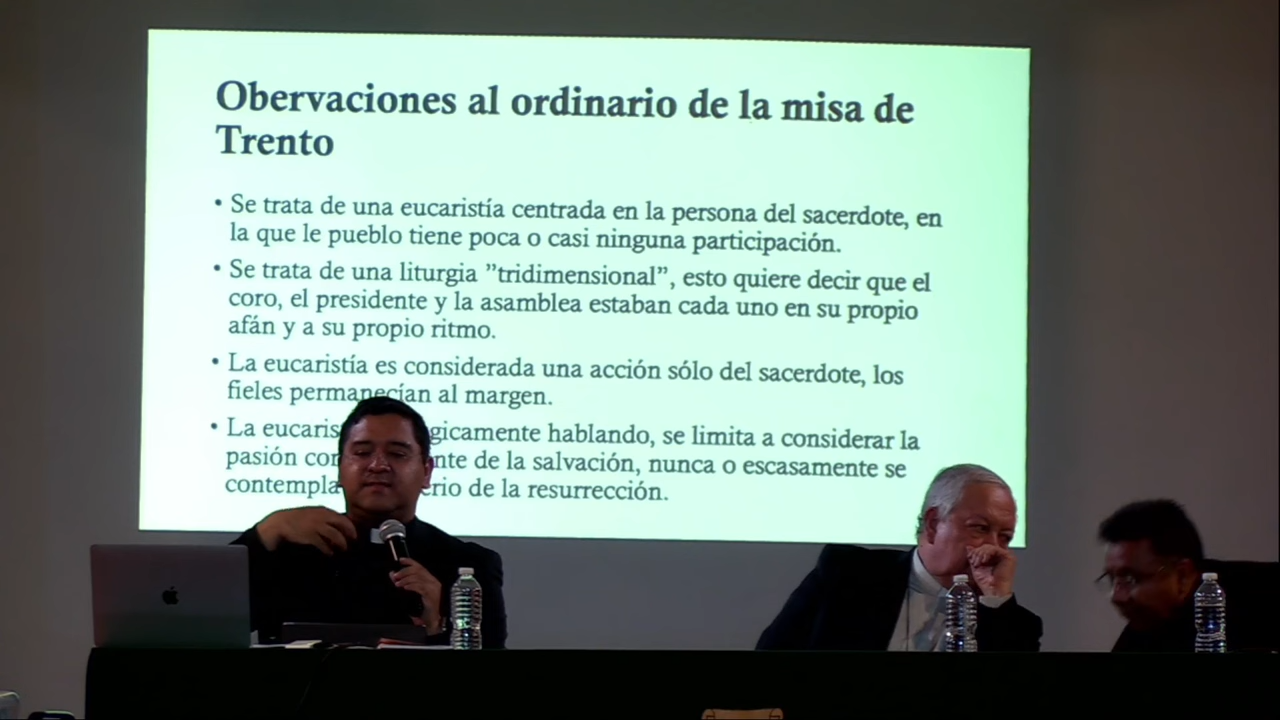 Obervaciones al ordinario de la misa de
Trento
• Se trata de una eucaristía centrada en la persona del sacerdote, en
la que le pueblo tiene poca o casi ninguna participación.
• Se trata de una liturgia ”tridimensional”, esto quiere decir que el
coro, el presidente y la asamblea estaban cada uno en su propio
afán y a su propio ritmo.
• La eucaristía es considerada una acción sólo del sacerdote, los
fieles permanecían al margen.
• La hablando, se limita a considerar la
pasión de la salvación, nunca o escasamente se
de la resurrección.